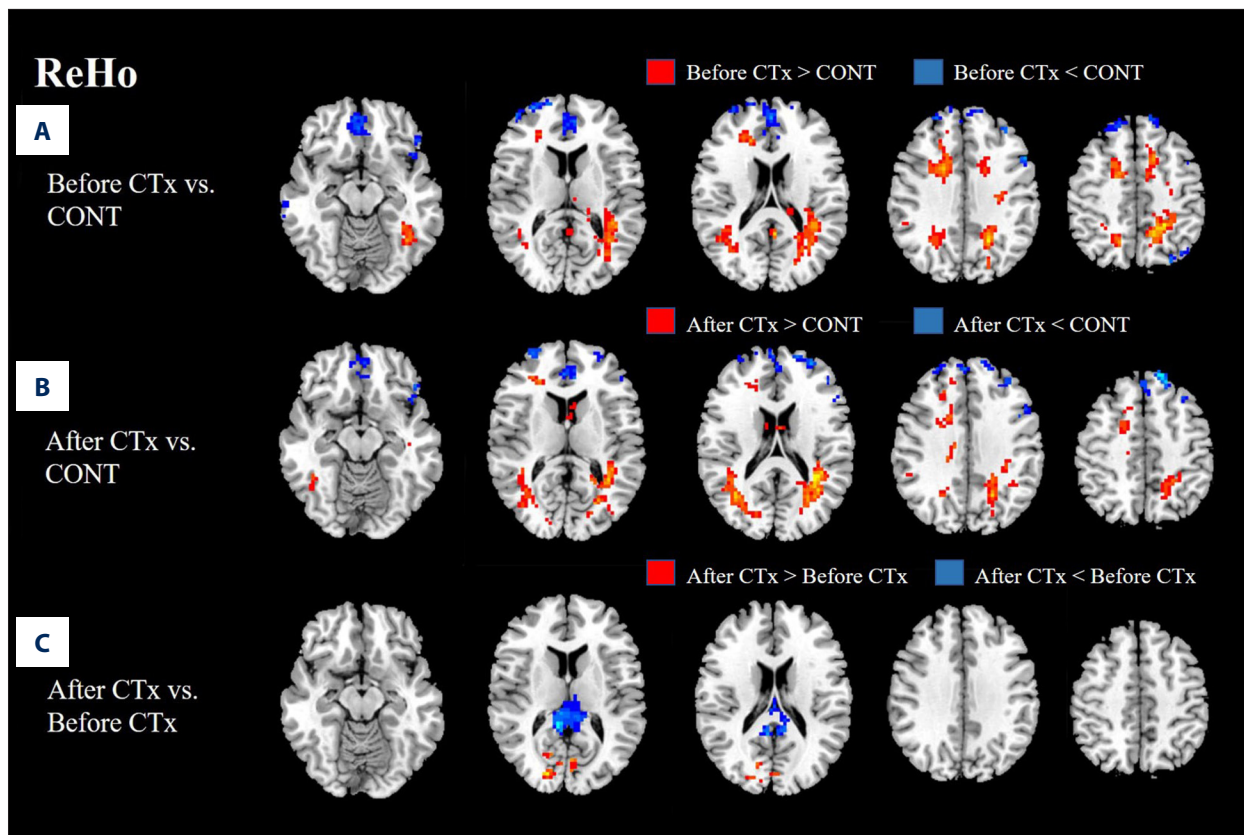 ReHo
Before CTx > CONT
Before CTx < CONT
A
Before CTx vs.
CONT
After CTx > CONT
After CTx < CONT
B
After CTx vs.
CONT
After CTx > Before CTx
After CTx < Before CTx
C
After CTx vs.
Before CTx